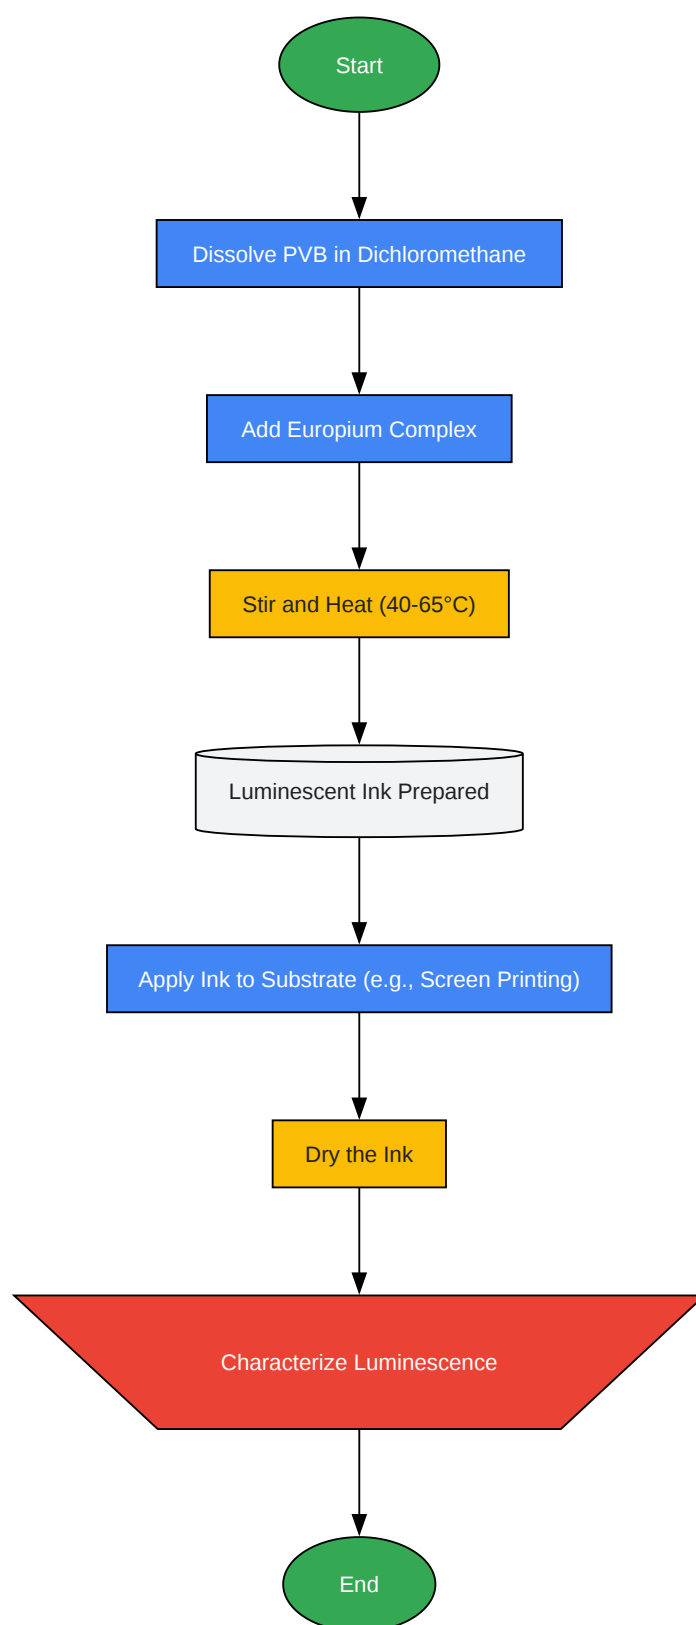 Start
Dissolve PVB in Dichloromethane
Add Europium Complex
Stir and Heat (40-65°C)
Luminescent Ink Prepared
Apply Ink to Substrate (e.g., Screen Printing)
Dry the Ink
Characterize Luminescence
End